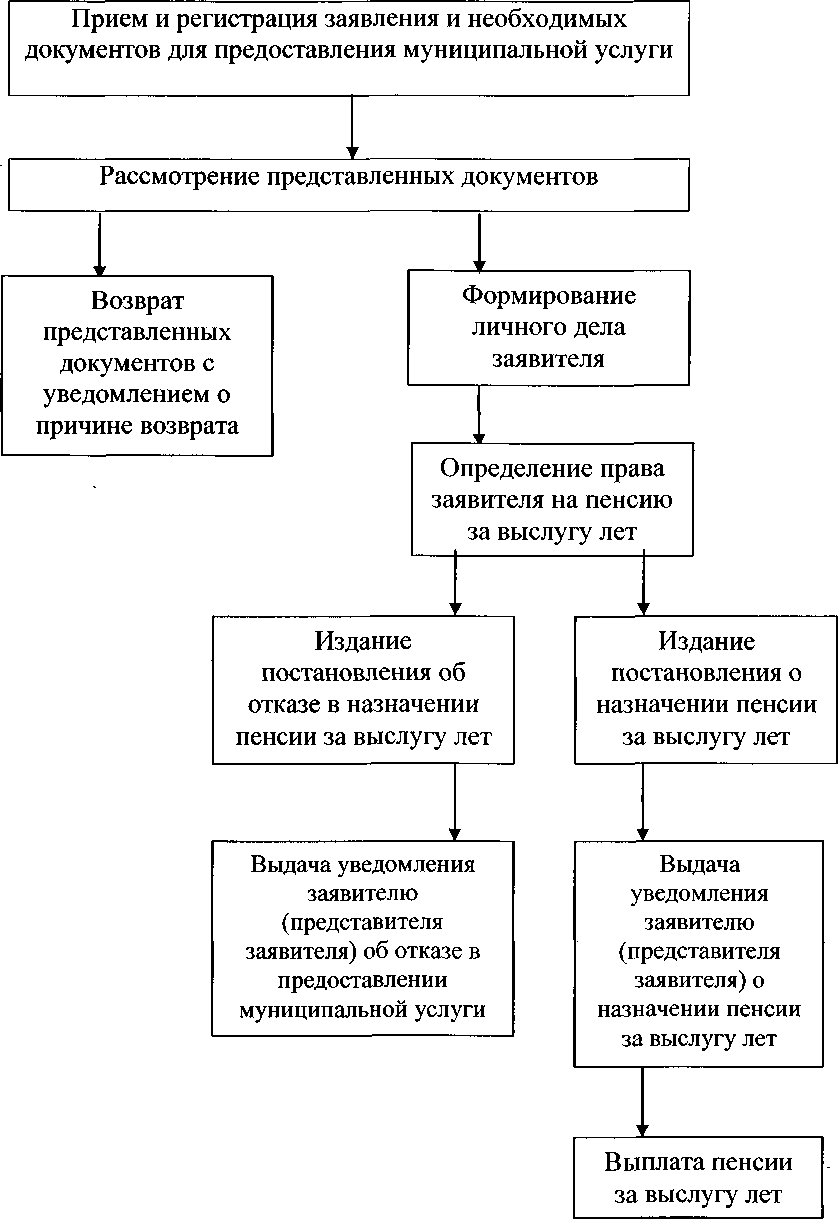 Прием и регистрация заявления и необходимых
документов для предоставления муниципальной услуги
Рассмотрение представленных документов
Возврат
представленных
документов с
уведомлением о
причине возврата
Формирование
личного дела
заявителя
Определение права
заявителя на пенсию
за выслугу лет
Издание
постановления об
отказе в назначении
пенсии за выслугу лет
Издание
постановления о
назначении пенсии
за выслугу лет
Выдача уведомления
заявителю
(представителя
заявителя) об отказе в
предоставлении
муниципальной услуги
Выдача
уведомления
заявителю
(представителя
заявителя) о
назначении пенсии
за выслугу лет
Выплата пенсии
за выслугу лет